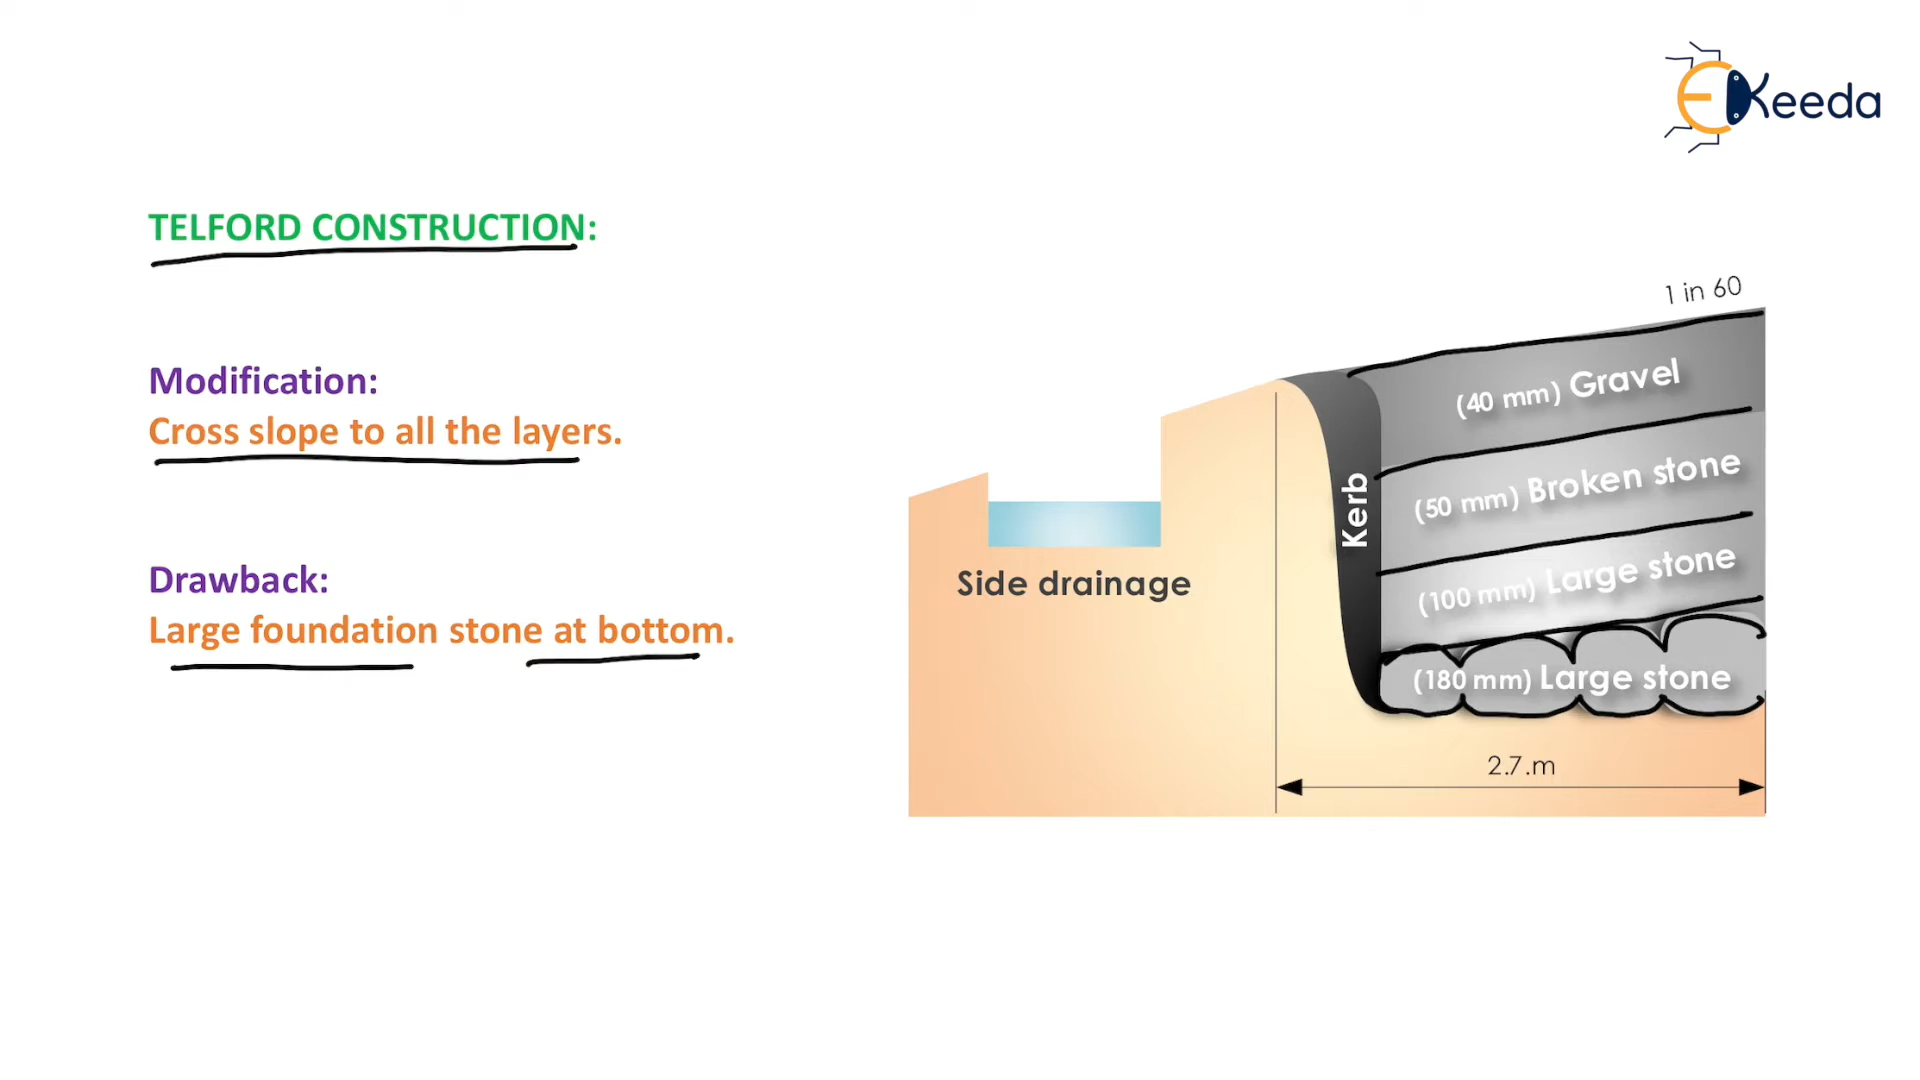 EKeeda
TELFORD CONSTRUCTION:
Modification:
Cross slope to all the layers.
Drawback:
Large foundation stone at bottom.
1 in 60
(40 mm) Gravel
(50 mm) Broken stone
Kerb
(100 mm) Large stone
Side drainage
(180 mm) Large stone
2.7.m